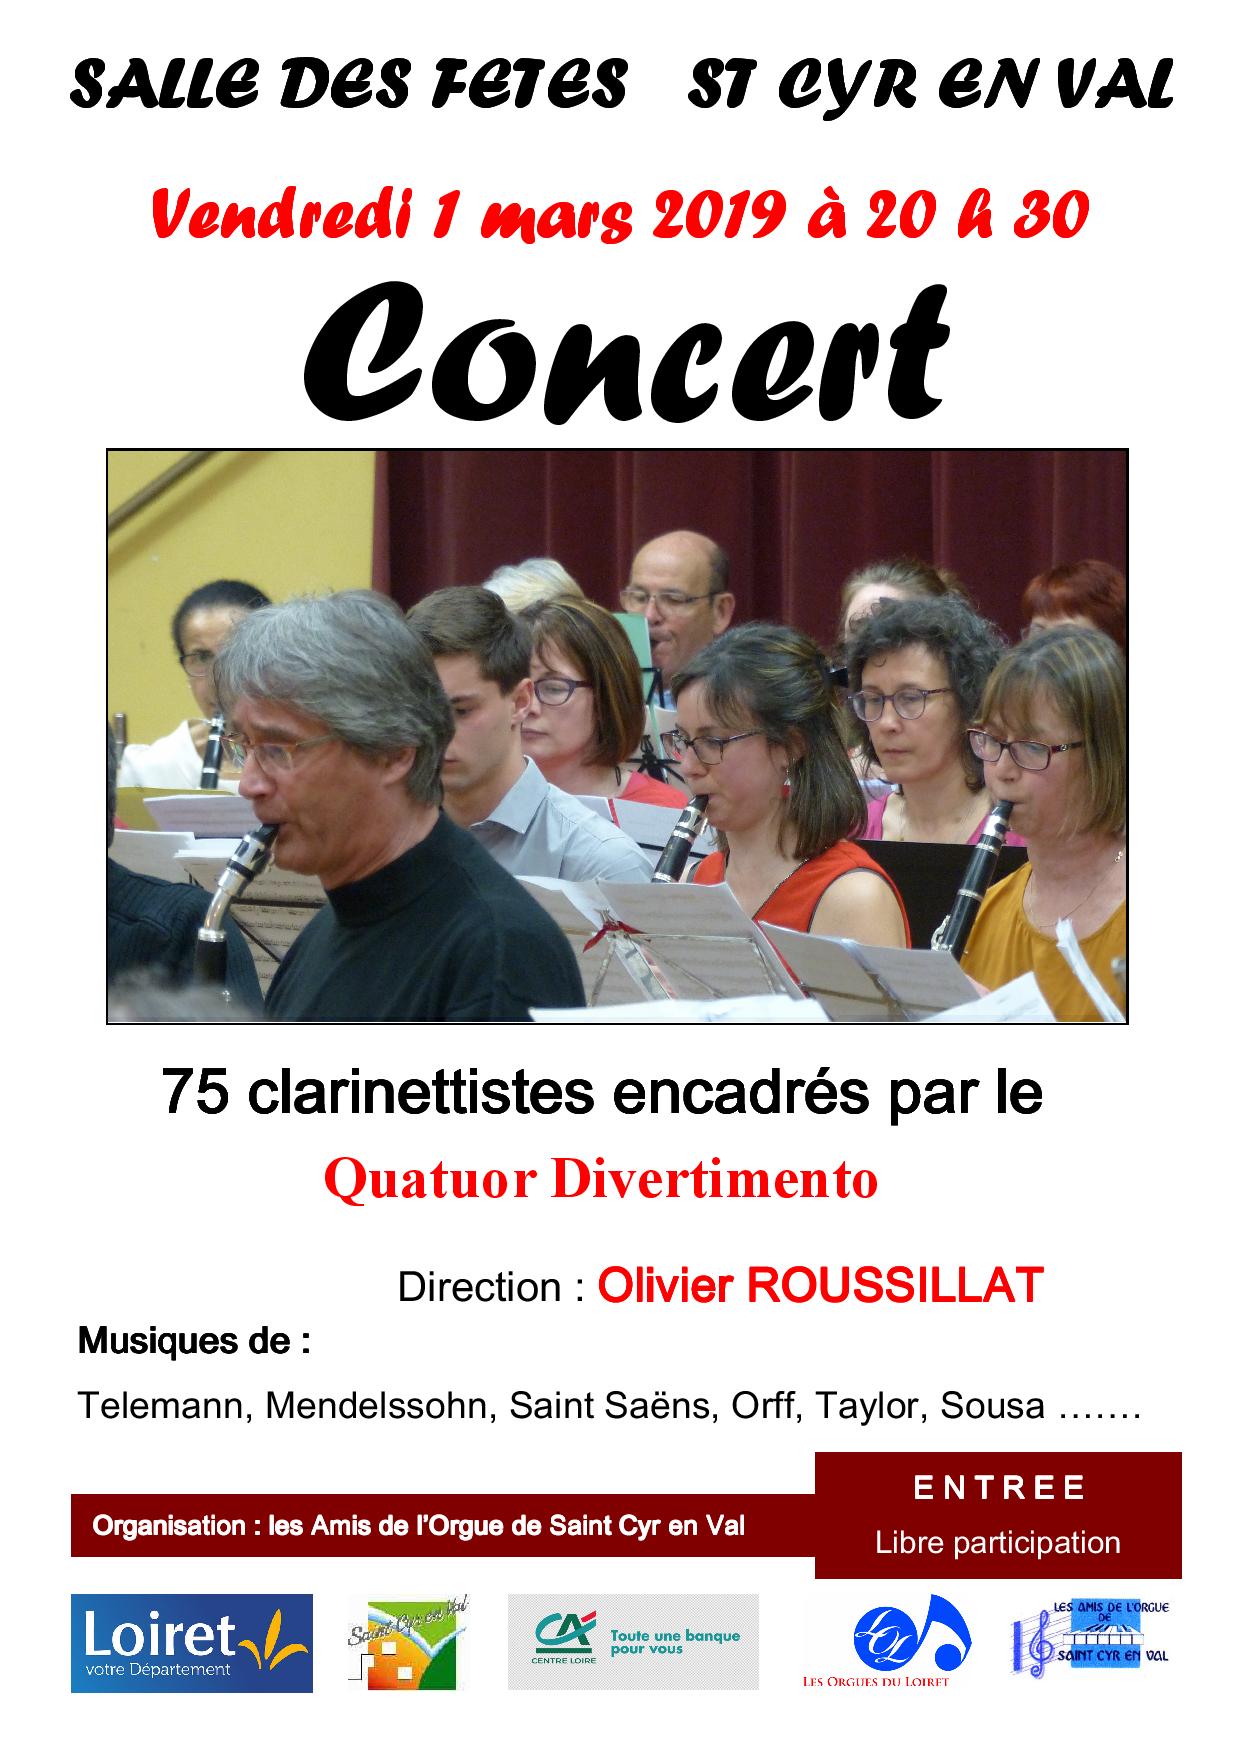 SALLE DES FETES ST CYR EN VAL
Vendredi 1 mars 2019 à 20 h 30
Concert
75 clarinettistes encadrés par le
Quatuor Divertimento
Direction : Olivier ROUSSILLAT
Musiques de :
Telemann, Mendelssohn, Saint Saëns, Orff, Taylor, Sousa …….
ENTREE
Organisation : les Amis de l’Orgue de Saint Cyr en Val
Libre participation
Loiret
votre Département
Saint Cyr en Val
CA
CENTRE LOIRE
Toute une banque
pour vous
LOL
LES ORGUES DU LOIRET
LES AMIS DE L'ORGUE
DE
SAINT CYR EN VAL